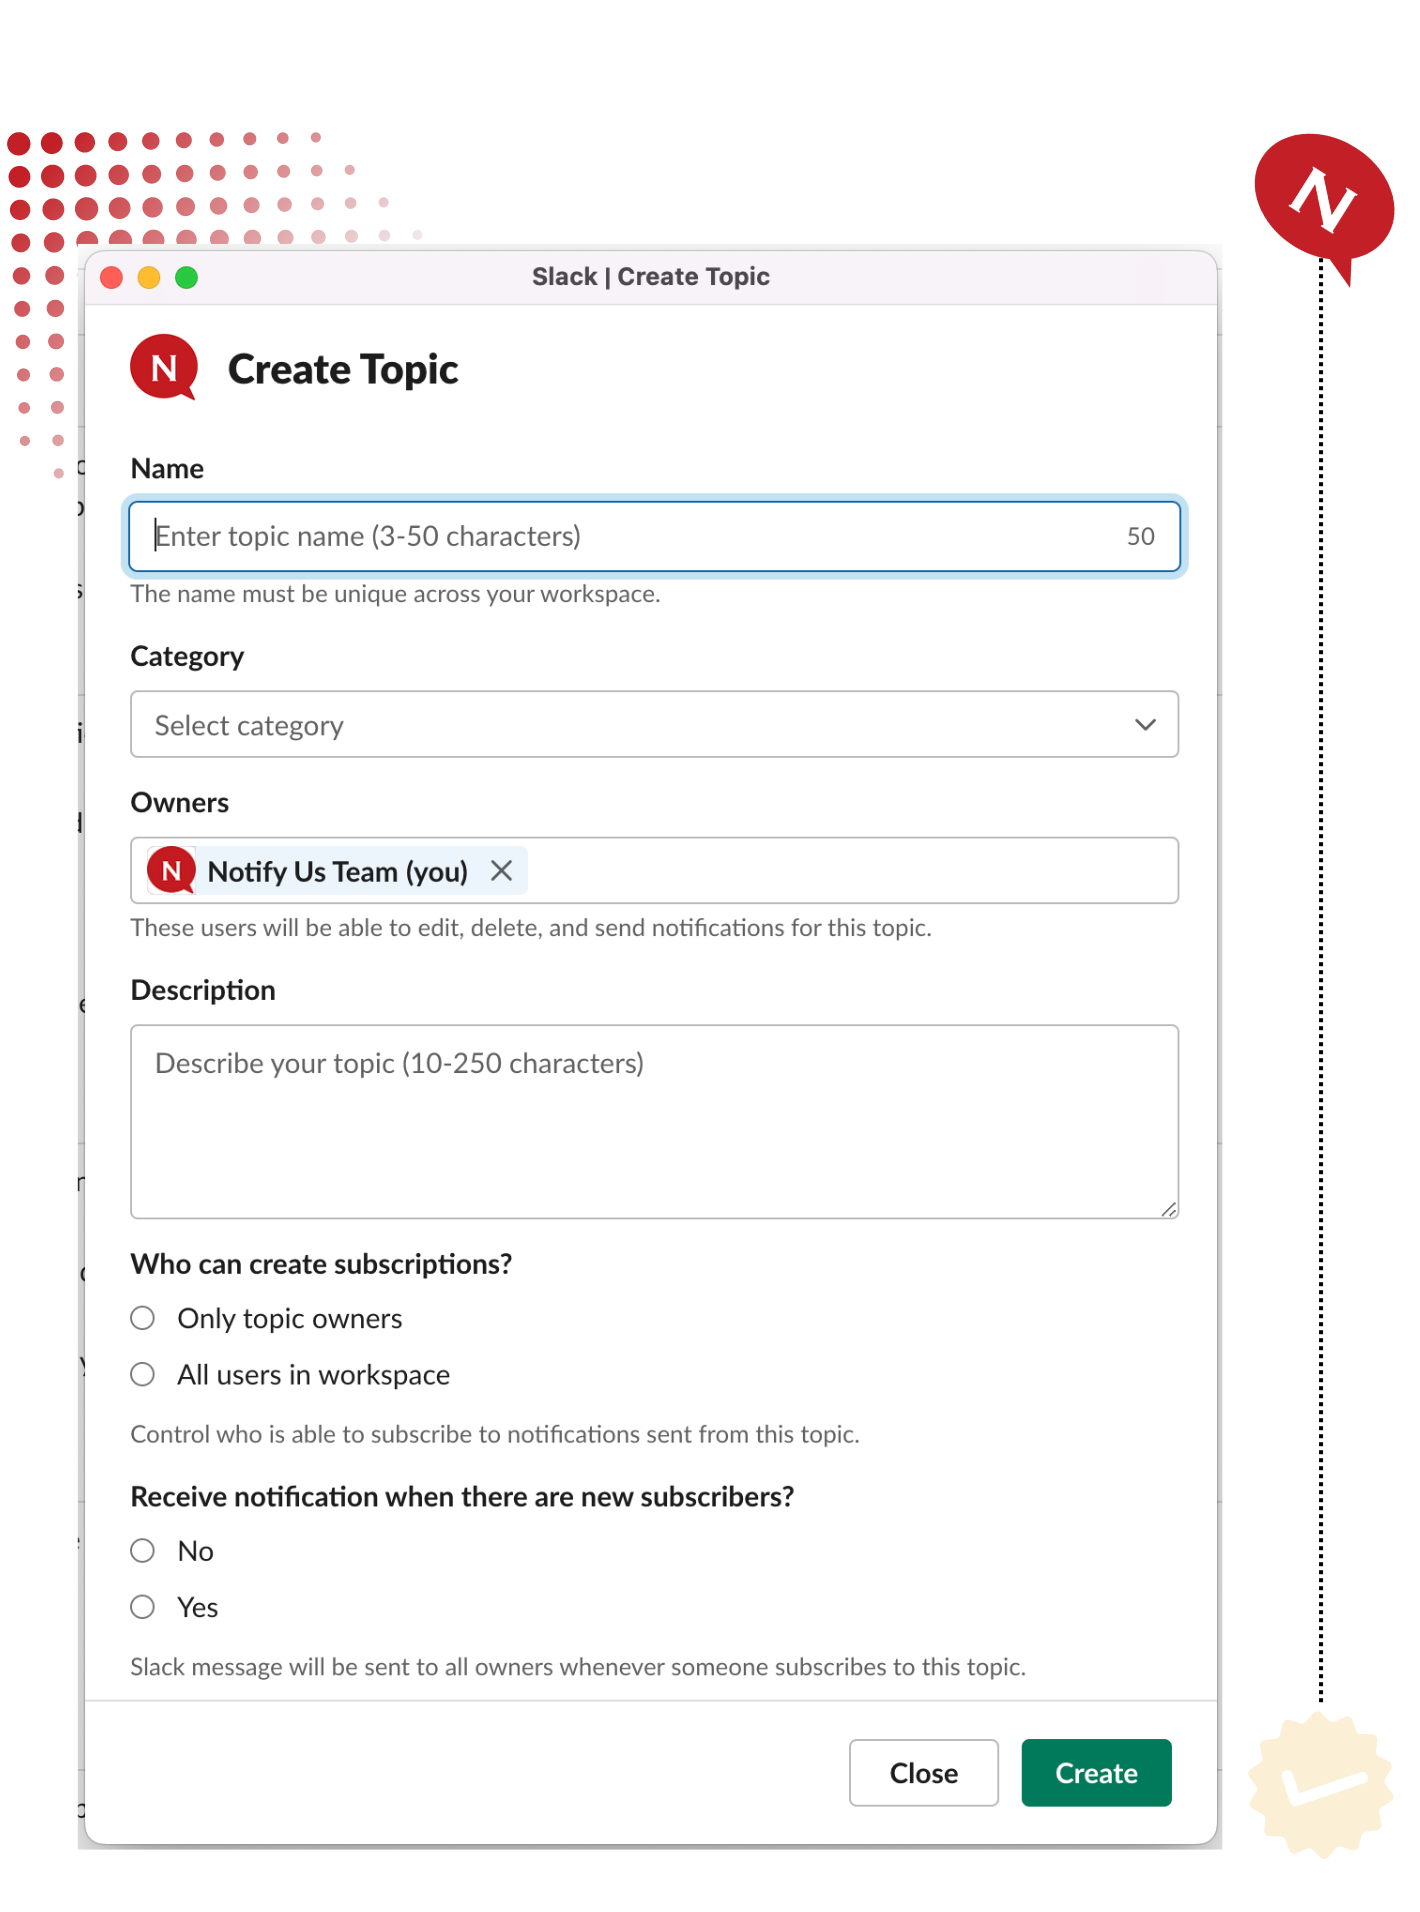 N
Slack | Create Topic
N
Create Topic
Name
Enter topic name (3-50 characters)
50
The name must be unique across your workspace.
Category
Select category
Owners
N Notify Us Team (you)
These users will be able to edit, delete, and send notifications for this topic.
Description
Describe your topic (10-250 characters)
Who can create subscriptions?
Only topic owners
All users in workspace
Control who is able to subscribe to notifications sent from this topic.
Receive notification when there are new subscribers?
No
Yes
Slack message will be sent to all owners whenever someone subscribes to this topic.
Close
Create